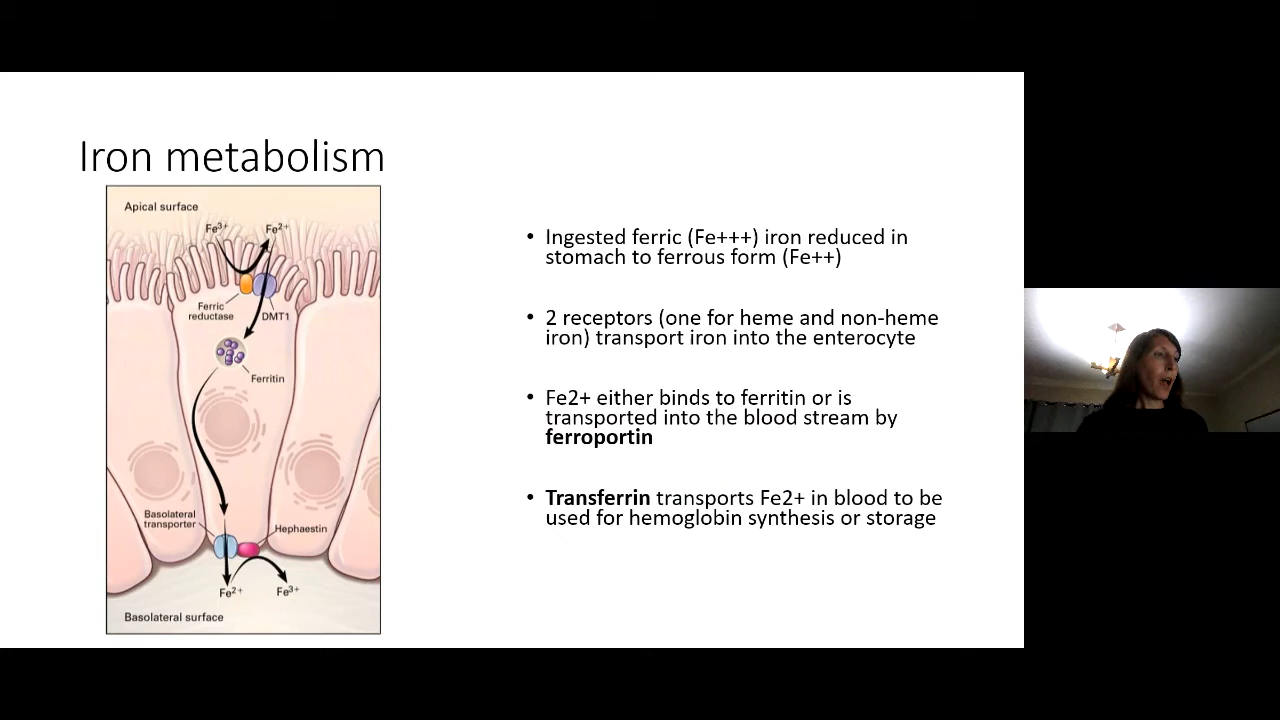 Iron metabolism
Apical surface
Fe³⁺ Fe²⁺
Ferric
reductase
DMT1
Ferritin
Basolateral
transporter
Hephaestin
Fe²⁺ Fe³⁺
Basolateral surface
• Ingested ferric (Fe+++) iron reduced in
stomach to ferrous form (Fe++)
• 2 receptors (one for heme and non-heme
iron) transport iron into the enterocyte
• Fe2+ either binds to ferritin or is
transported into the blood stream by
ferroportin
• Transferrin transports Fe2+ in blood to be
used for hemoglobin synthesis or storage